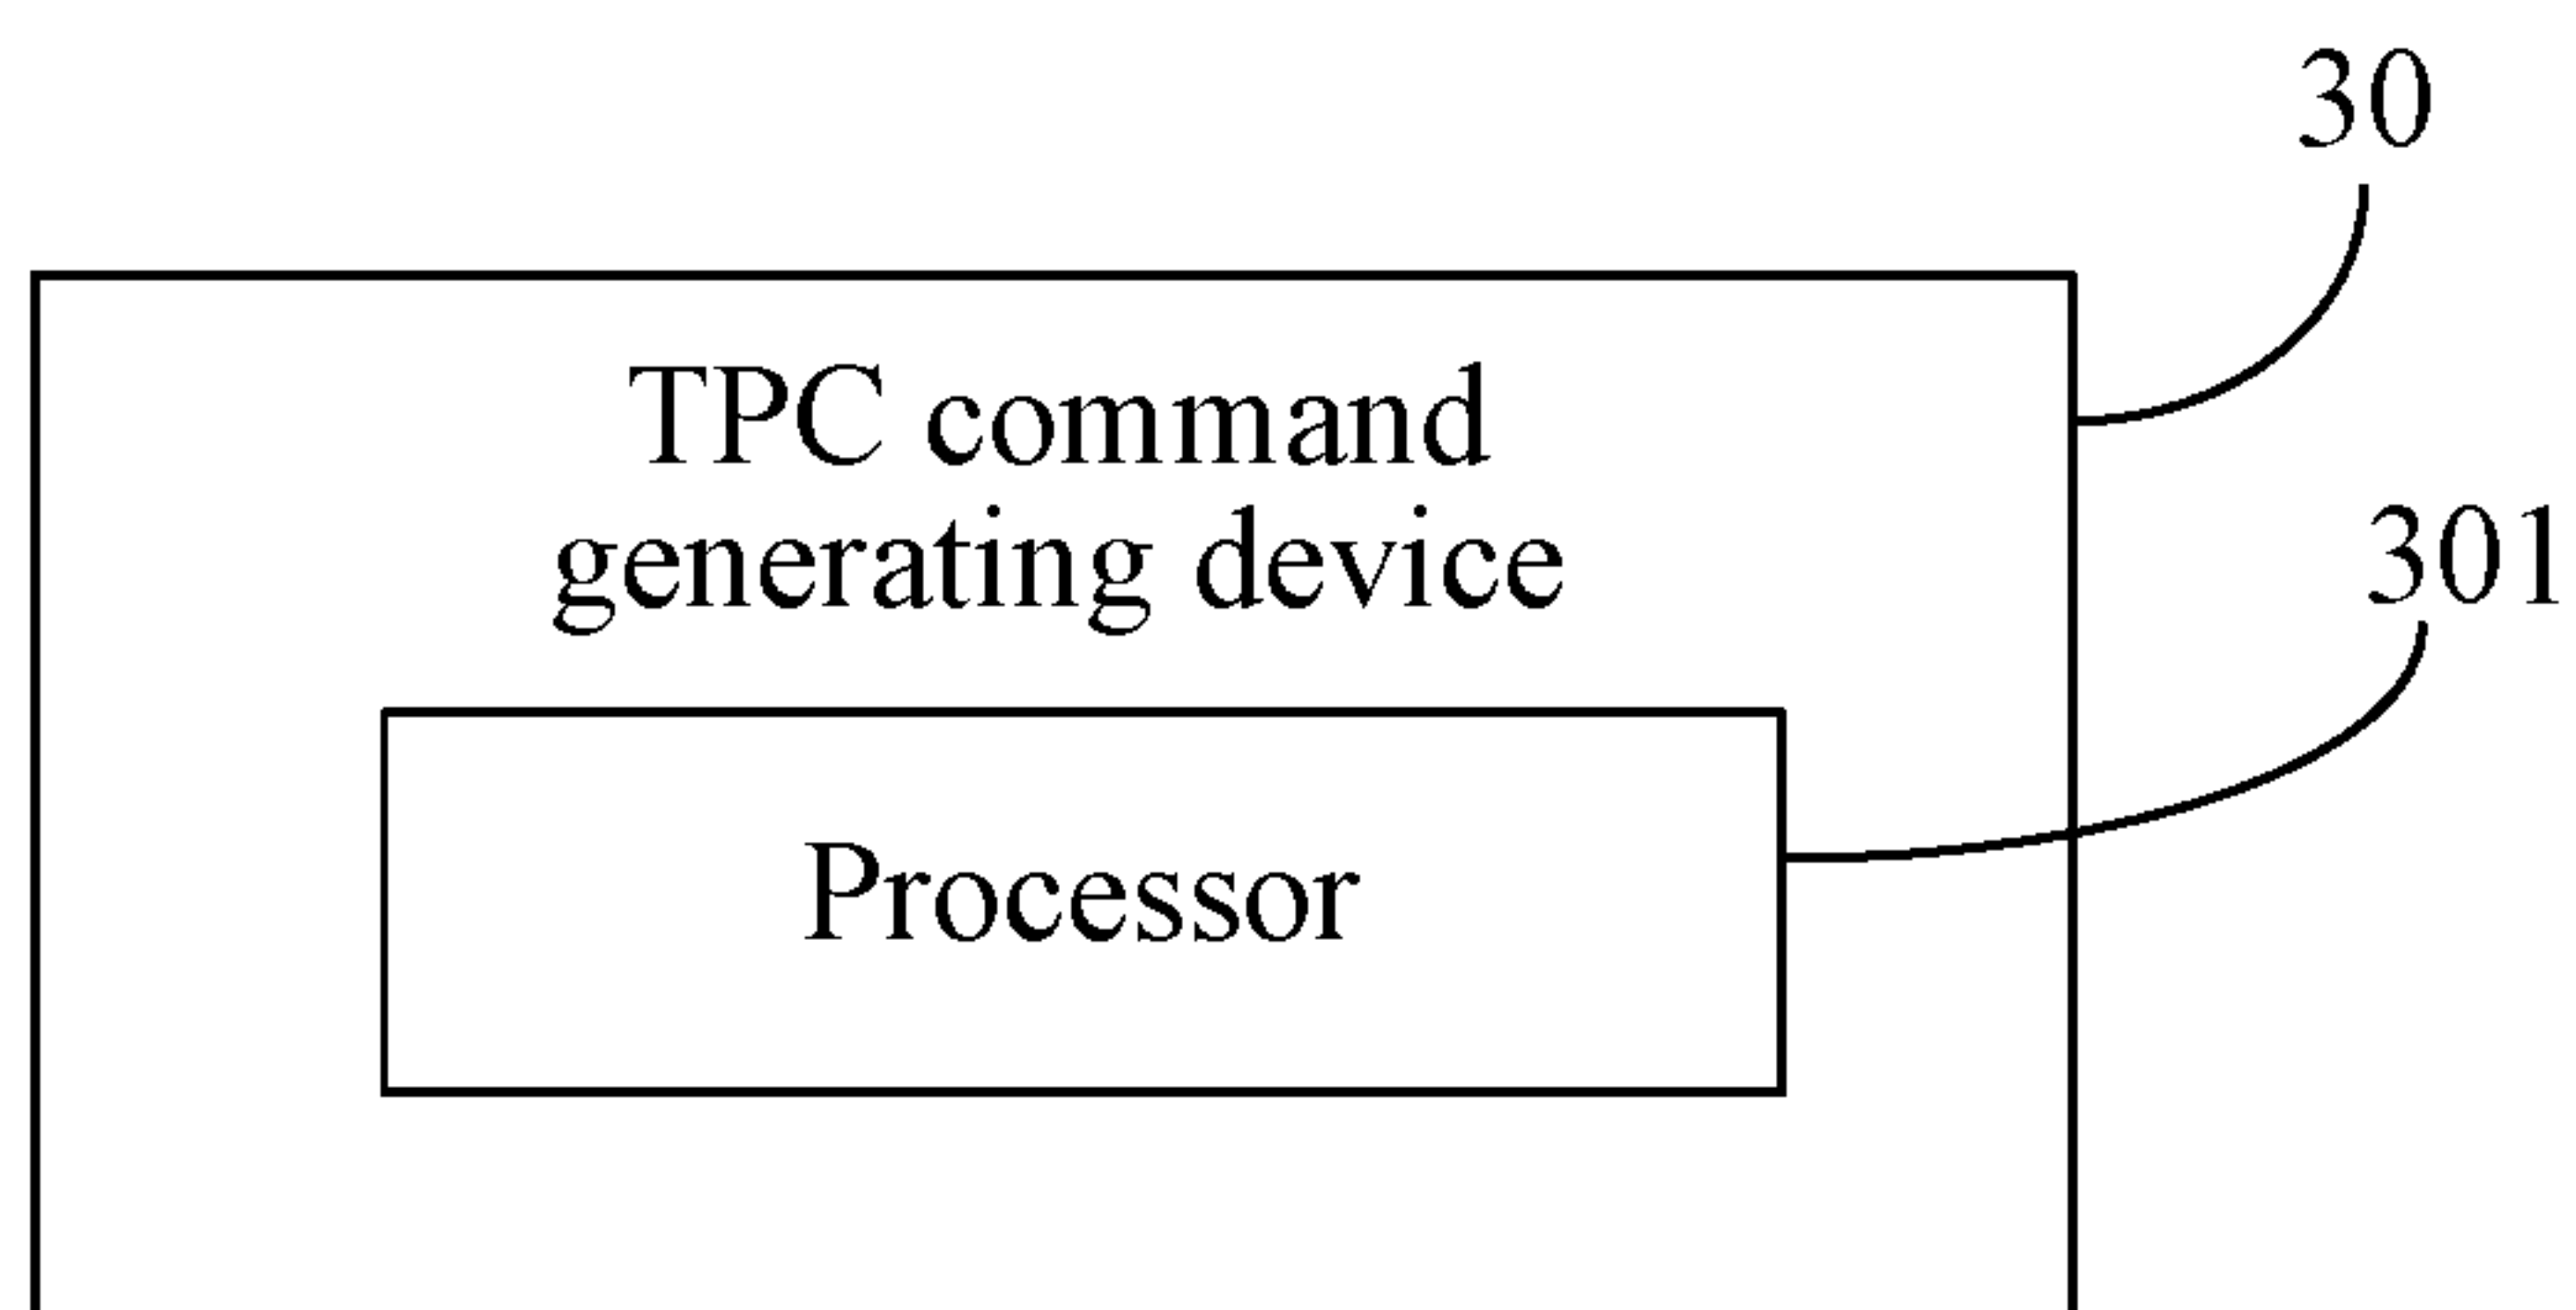 30
TPC command
generating device
301
Processor